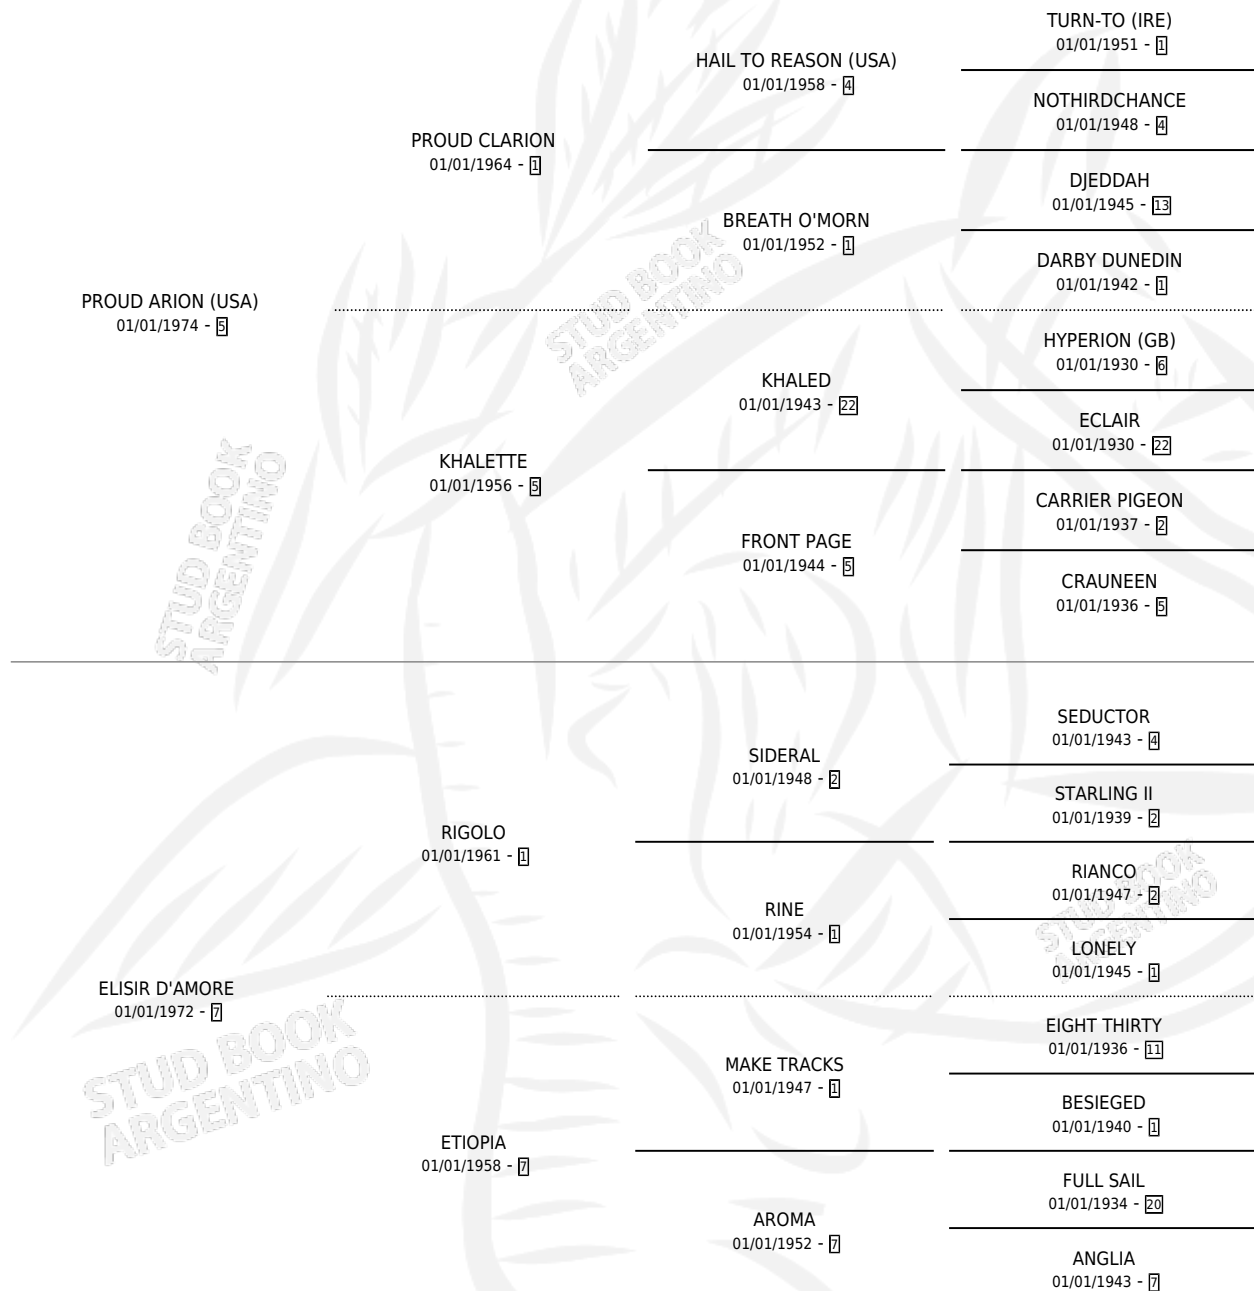 PROUD ARION (USA)
01/01/1974 - 5
PROUD CLARION
01/01/1964 - 1
HAIL TO REASON (USA)
01/01/1958 - 4
TURN-TO (IRE)
01/01/1951 - 1
NOTHIRDCHANCE
01/01/1948 - 4
BREATH O'MORN
01/01/1952 - 1
DJEDDAH
01/01/1945 - 13
DARBY DUNEDIN
01/01/1942 - 1
KHALETTE
01/01/1956 - 5
KHALED
01/01/1943 - 22
HYPERION (GB)
01/01/1930 - 6
ECLAIR
01/01/1930 - 22
FRONT PAGE
01/01/1944 - 5
CARRIER PIGEON
01/01/1937 - 2
CRAUNEEN
01/01/1936 - 5
ELISIR D'AMORE
01/01/1972 - 7
RIGOLO
01/01/1961 - 1
SIDERAL
01/01/1948 - 2
SEDUCTOR
01/01/1943 - 4
STARLING II
01/01/1939 - 2
RINE
01/01/1954 - 1
RIANCO
01/01/1947 - 2
LONELY
01/01/1945 - 1
ETIOPIA
01/01/1958 - 7
MAKE TRACKS
01/01/1947 - 1
EIGHT THIRTY
01/01/1936 - 11
BESIEGED
01/01/1940 - 1
AROMA
01/01/1952 - 7
FULL SAIL
01/01/1934 - 20
ANGLIA
01/01/1943 - 7
STUD BOOK
ARGENTINO
STUD BOOK
ARGENTINO
STUD BOOK
ARGENTINO
STUD BOOK
ARGENTINO